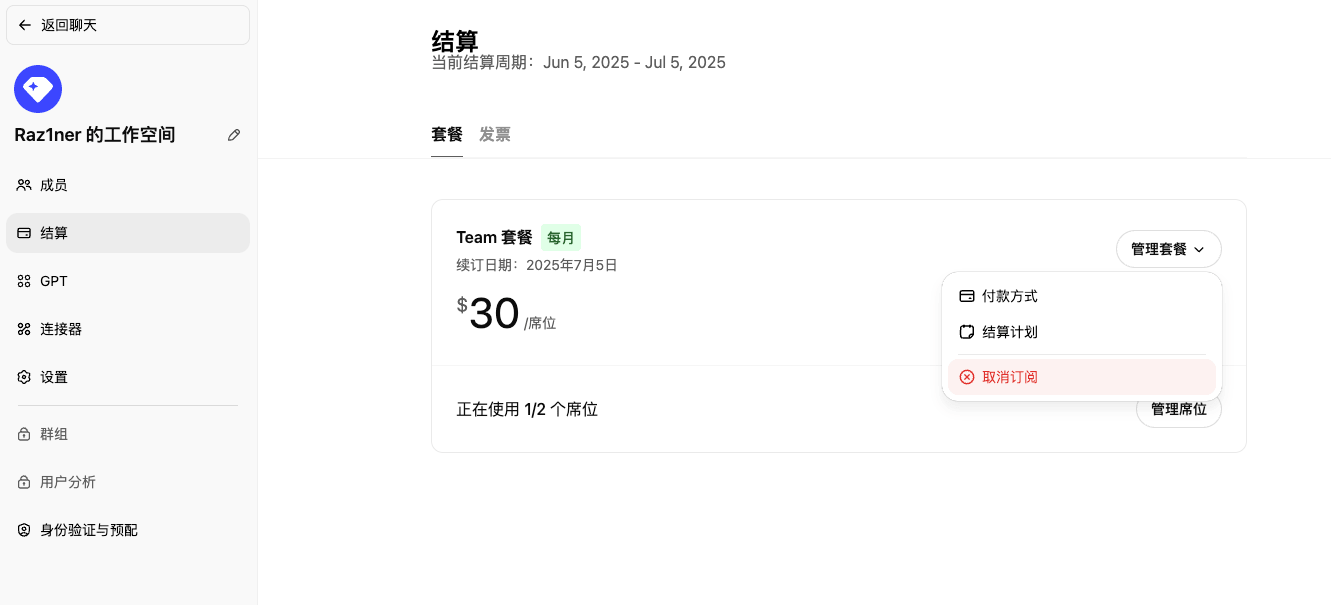 返回聊天
Raz1ner 的工作空间
成员
结算
GPT
连接器
设置
群组
用户分析
身份验证与预配
结算
当前结算周期：Jun 5, 2025 - Jul 5, 2025
套餐 发票
Team 套餐 每月
续订日期：2025年7月5日
$30 /席位
管理套餐
付款方式
结算计划
取消订阅
正在使用 1/2 个席位
管理席位